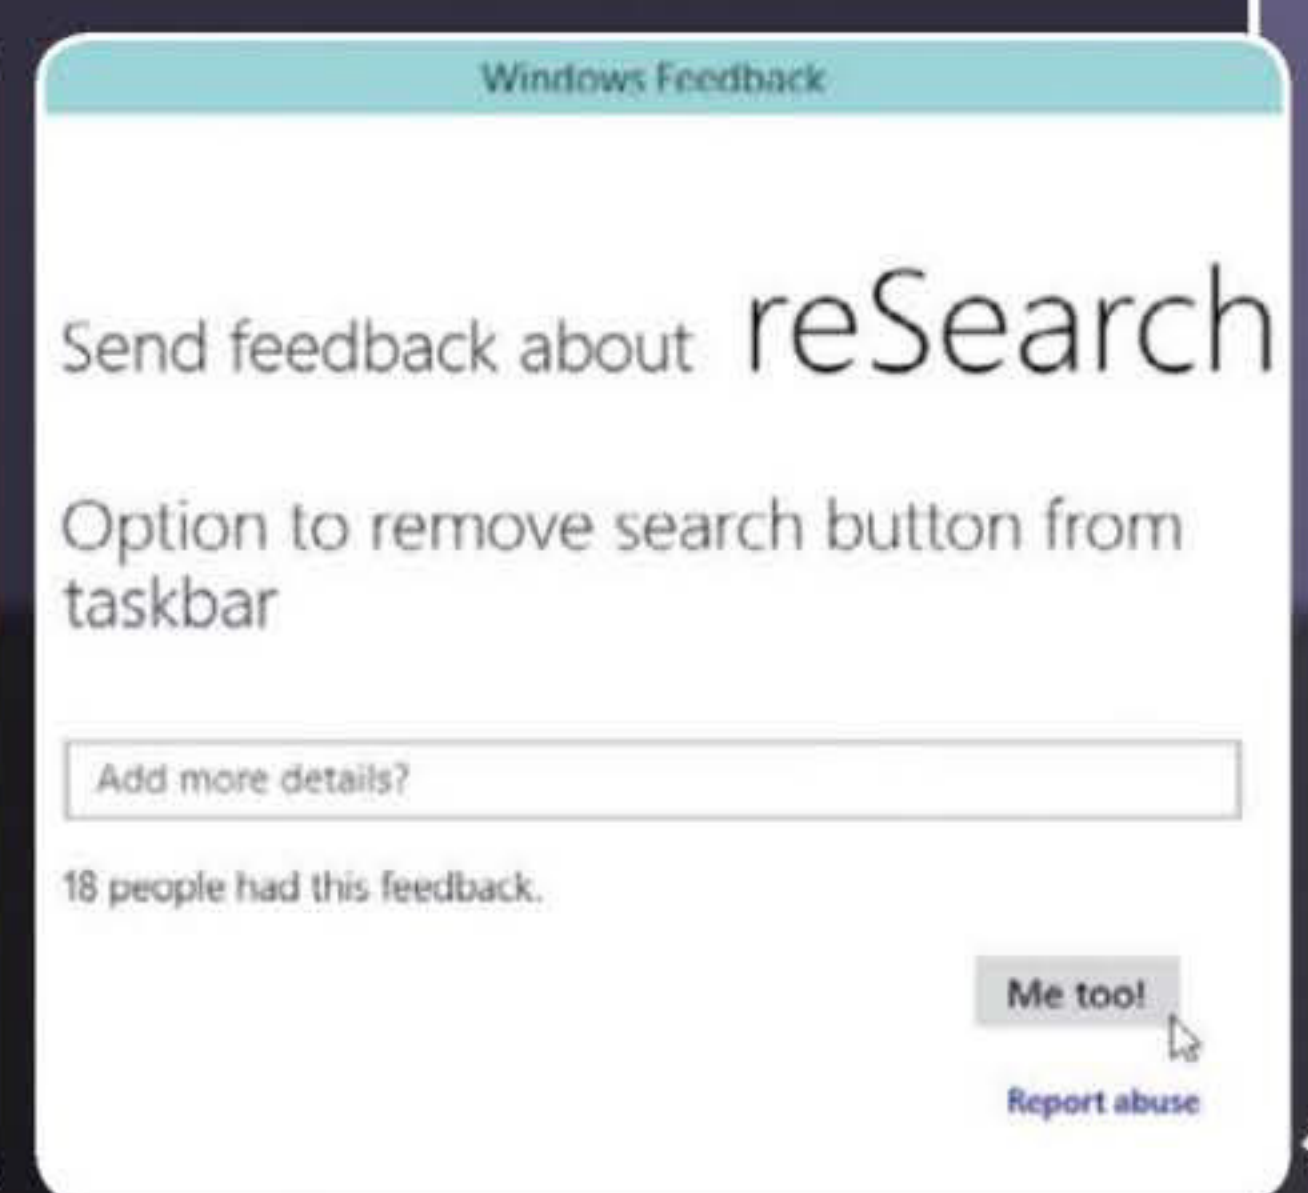 Windows Feedback
Send feedback about reSearch
Option to remove search button from
taskbar
Add more details?
18 people had this feedback.
Me too!
Report abuse